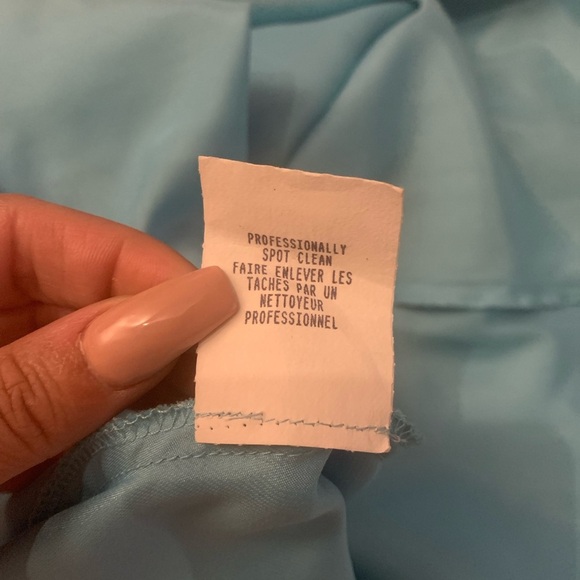 PROFESSIONALLY
SPOT CLEAN
FAIRE ENLEVER LES
TACHES PAR UN
NETTOYEUR
PROFESSIONNEL